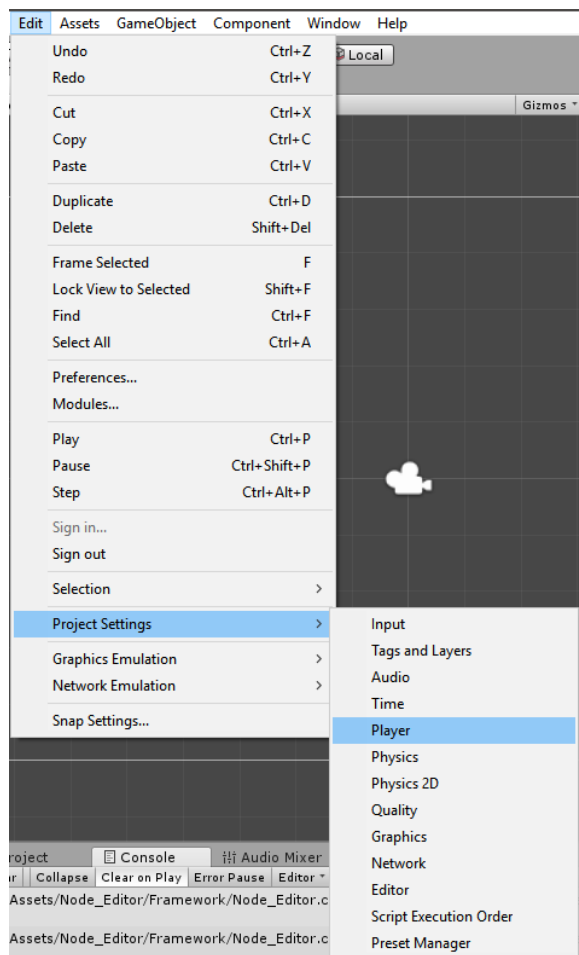 Edit Assets GameObject Component Window Help
Undo Ctrl+Z
Local
Redo Ctrl+Y
Gizmos
Cut Ctrl+X
Copy Ctrl+C
Paste Ctrl+V
Duplicate Ctrl+D
Delete Shift+Del
Frame Selected F
Lock View to Selected Shift+F
Find Ctrl+F
Select All Ctrl+A
Preferences...
Modules...
Play Ctrl+P
Pause Ctrl+Shift+P
Step Ctrl+Alt+P
Sign in...
Sign out
Selection >
Project Settings >
Graphics Emulation >
Network Emulation >
Snap Settings...
Input
Tags and Layers
Audio
Time
Player
Physics
Physics 2D
Quality
Graphics
Network
Editor
Script Execution Order
Preset Manager
roject Console Audio Mixer
Collapse Clear on Play Error Pause Editor
Assets/Node_Editor/Framework/Node_Editor.c
Assets/Node_Editor/Framework/Node_Editor.c